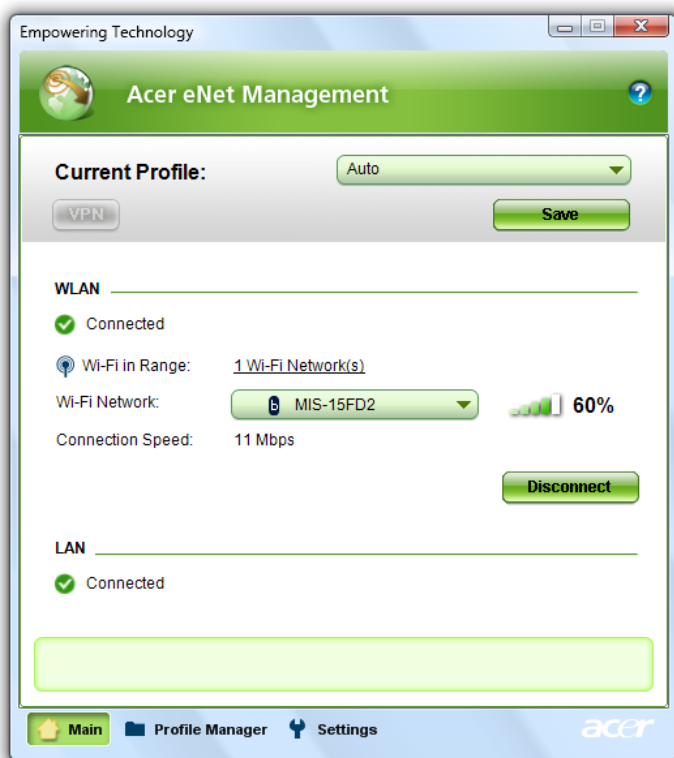 Empowering Technology
Acer eNet Management
Current Profile: Auto
VPN Save
WLAN
Connected
Wi-Fi in Range: 1 Wi-Fi Network(s)
Wi-Fi Network: b MIS-15FD2 60%
Connection Speed: 11 Mbps
Disconnect
LAN
Connected
Main Profile Manager Settings acer